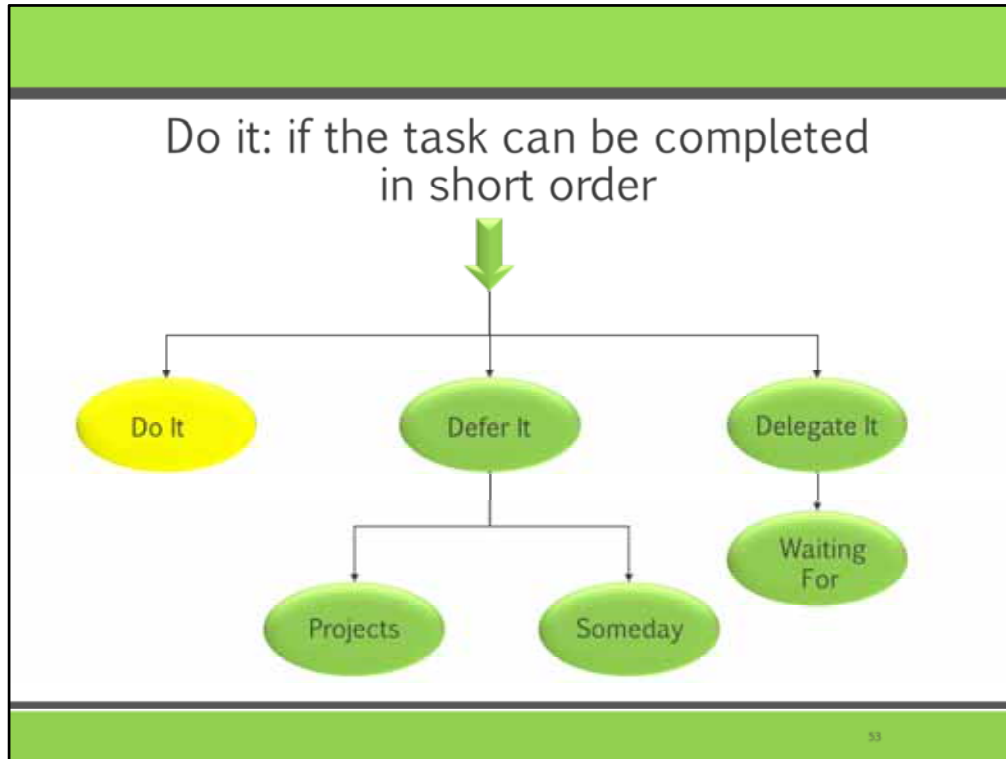 Do it: if the task can be completed
in short order
Do It
Defer It
Delegate It
Waiting
For
Projects
Someday
53